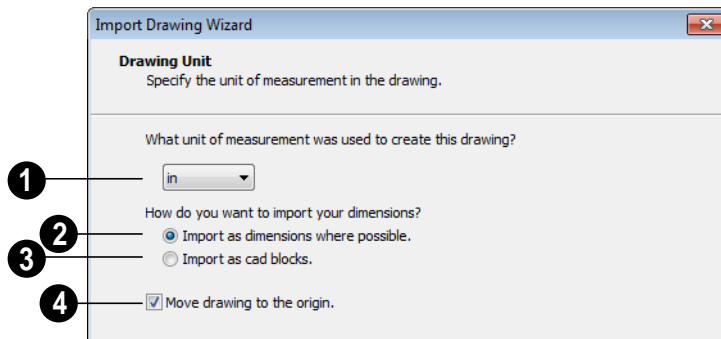 Import Drawing Wizard
Drawing Unit
Specify the unit of measurement in the drawing.
What unit of measurement was used to create this drawing?
1
in
How do you want to import your dimensions?
2
Import as dimensions where possible.
3
Import as cad blocks.
4
Move drawing to the origin.